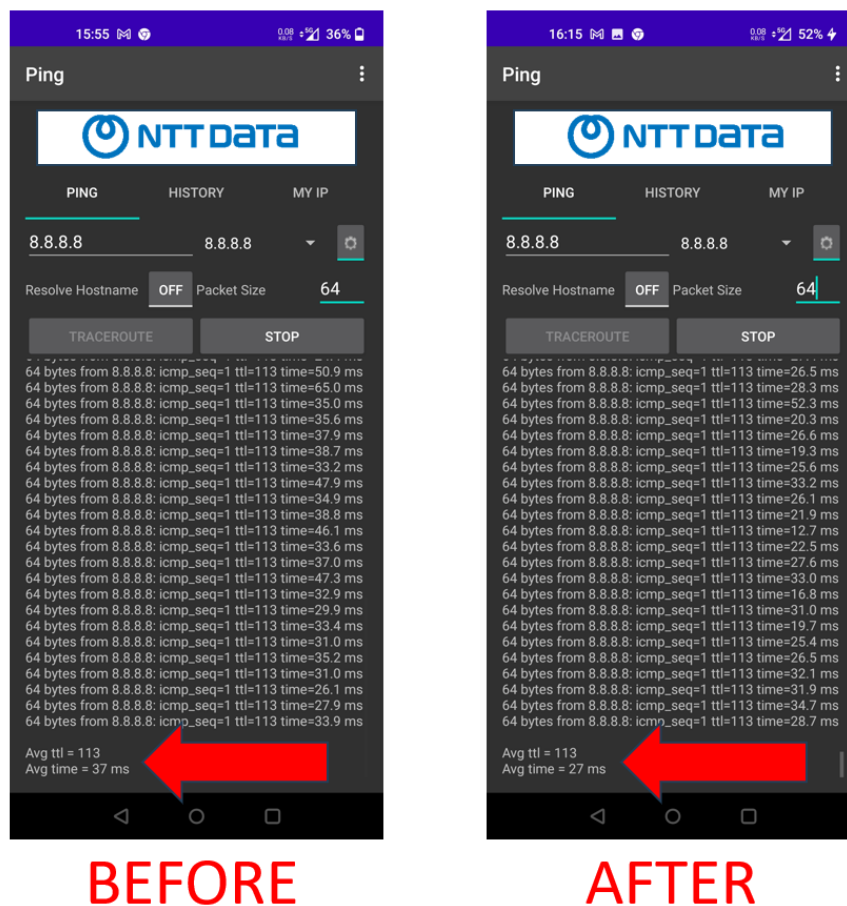 15:55 0.08 KB/S 5G 36%
Ping
NTT DATA
PING HISTORY MY IP
8.8.8.8 8.8.8.8
Resolve Hostname OFF Packet Size 64
TRACEROUTE STOP
64 bytes from 8.8.8.8: icmp_seq=1 ttl=113 time=50.9 ms
64 bytes from 8.8.8.8: icmp_seq=1 ttl=113 time=65.0 ms
64 bytes from 8.8.8.8: icmp_seq=1 ttl=113 time=35.0 ms
64 bytes from 8.8.8.8: icmp_seq=1 ttl=113 time=35.6 ms
64 bytes from 8.8.8.8: icmp_seq=1 ttl=113 time=37.9 ms
64 bytes from 8.8.8.8: icmp_seq=1 ttl=113 time=38.7 ms
64 bytes from 8.8.8.8: icmp_seq=1 ttl=113 time=33.2 ms
64 bytes from 8.8.8.8: icmp_seq=1 ttl=113 time=47.9 ms
64 bytes from 8.8.8.8: icmp_seq=1 ttl=113 time=34.9 ms
64 bytes from 8.8.8.8: icmp_seq=1 ttl=113 time=38.8 ms
64 bytes from 8.8.8.8: icmp_seq=1 ttl=113 time=46.1 ms
64 bytes from 8.8.8.8: icmp_seq=1 ttl=113 time=33.6 ms
64 bytes from 8.8.8.8: icmp_seq=1 ttl=113 time=37.0 ms
64 bytes from 8.8.8.8: icmp_seq=1 ttl=113 time=47.3 ms
64 bytes from 8.8.8.8: icmp_seq=1 ttl=113 time=32.9 ms
64 bytes from 8.8.8.8: icmp_seq=1 ttl=113 time=29.9 ms
64 bytes from 8.8.8.8: icmp_seq=1 ttl=113 time=33.4 ms
64 bytes from 8.8.8.8: icmp_seq=1 ttl=113 time=31.0 ms
64 bytes from 8.8.8.8: icmp_seq=1 ttl=113 time=35.2 ms
64 bytes from 8.8.8.8: icmp_seq=1 ttl=113 time=31.0 ms
64 bytes from 8.8.8.8: icmp_seq=1 ttl=113 time=26.1 ms
64 bytes from 8.8.8.8: icmp_seq=1 ttl=113 time=27.9 ms
64 bytes from 8.8.8.8: icmp_seq=1 ttl=113 time=33.9 ms
Avg ttl = 113
Avg time = 37 ms
BEFORE
16:15 0.08 KB/S 5G 52%
Ping
NTT DATA
PING HISTORY MY IP
8.8.8.8 8.8.8.8
Resolve Hostname OFF Packet Size 64
TRACEROUTE STOP
64 bytes from 8.8.8.8: icmp_seq=1 ttl=113 time=26.5 ms
64 bytes from 8.8.8.8: icmp_seq=1 ttl=113 time=28.3 ms
64 bytes from 8.8.8.8: icmp_seq=1 ttl=113 time=52.3 ms
64 bytes from 8.8.8.8: icmp_seq=1 ttl=113 time=20.3 ms
64 bytes from 8.8.8.8: icmp_seq=1 ttl=113 time=26.6 ms
64 bytes from 8.8.8.8: icmp_seq=1 ttl=113 time=19.3 ms
64 bytes from 8.8.8.8: icmp_seq=1 ttl=113 time=25.6 ms
64 bytes from 8.8.8.8: icmp_seq=1 ttl=113 time=33.2 ms
64 bytes from 8.8.8.8: icmp_seq=1 ttl=113 time=26.1 ms
64 bytes from 8.8.8.8: icmp_seq=1 ttl=113 time=21.9 ms
64 bytes from 8.8.8.8: icmp_seq=1 ttl=113 time=12.7 ms
64 bytes from 8.8.8.8: icmp_seq=1 ttl=113 time=22.5 ms
64 bytes from 8.8.8.8: icmp_seq=1 ttl=113 time=27.6 ms
64 bytes from 8.8.8.8: icmp_seq=1 ttl=113 time=33.0 ms
64 bytes from 8.8.8.8: icmp_seq=1 ttl=113 time=16.8 ms
64 bytes from 8.8.8.8: icmp_seq=1 ttl=113 time=31.0 ms
64 bytes from 8.8.8.8: icmp_seq=1 ttl=113 time=19.7 ms
64 bytes from 8.8.8.8: icmp_seq=1 ttl=113 time=25.4 ms
64 bytes from 8.8.8.8: icmp_seq=1 ttl=113 time=26.5 ms
64 bytes from 8.8.8.8: icmp_seq=1 ttl=113 time=32.1 ms
64 bytes from 8.8.8.8: icmp_seq=1 ttl=113 time=31.9 ms
64 bytes from 8.8.8.8: icmp_seq=1 ttl=113 time=34.7 ms
64 bytes from 8.8.8.8: icmp_seq=1 ttl=113 time=28.7 ms
Avg ttl = 113
Avg time = 27 ms
AFTER